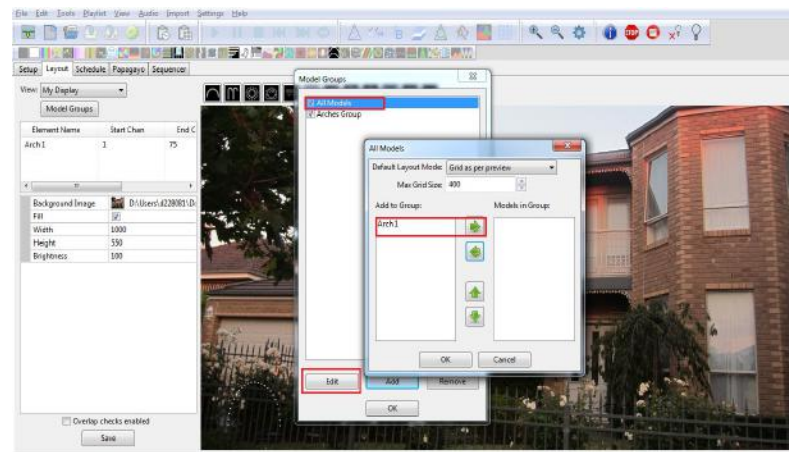 File Edit Tools Playlist View Audio Import Settings Help
STOP
Setup Layout Schedule Papagayo Sequencer
View: My Display
Model Groups
Element Name Start Chan End C
Arch1 1 75
Background Image
Fill
Width 1000
Height 550
Brightness 100
Overlap checks enabled
Save
Model Groups
All Models
Arches Group
Edit Add Remove
OK
All Models
Default Layout Mode: Grid as per preview
Max Grid Size: 400
Add to Group: Models in Group:
Arch1
OK Cancel